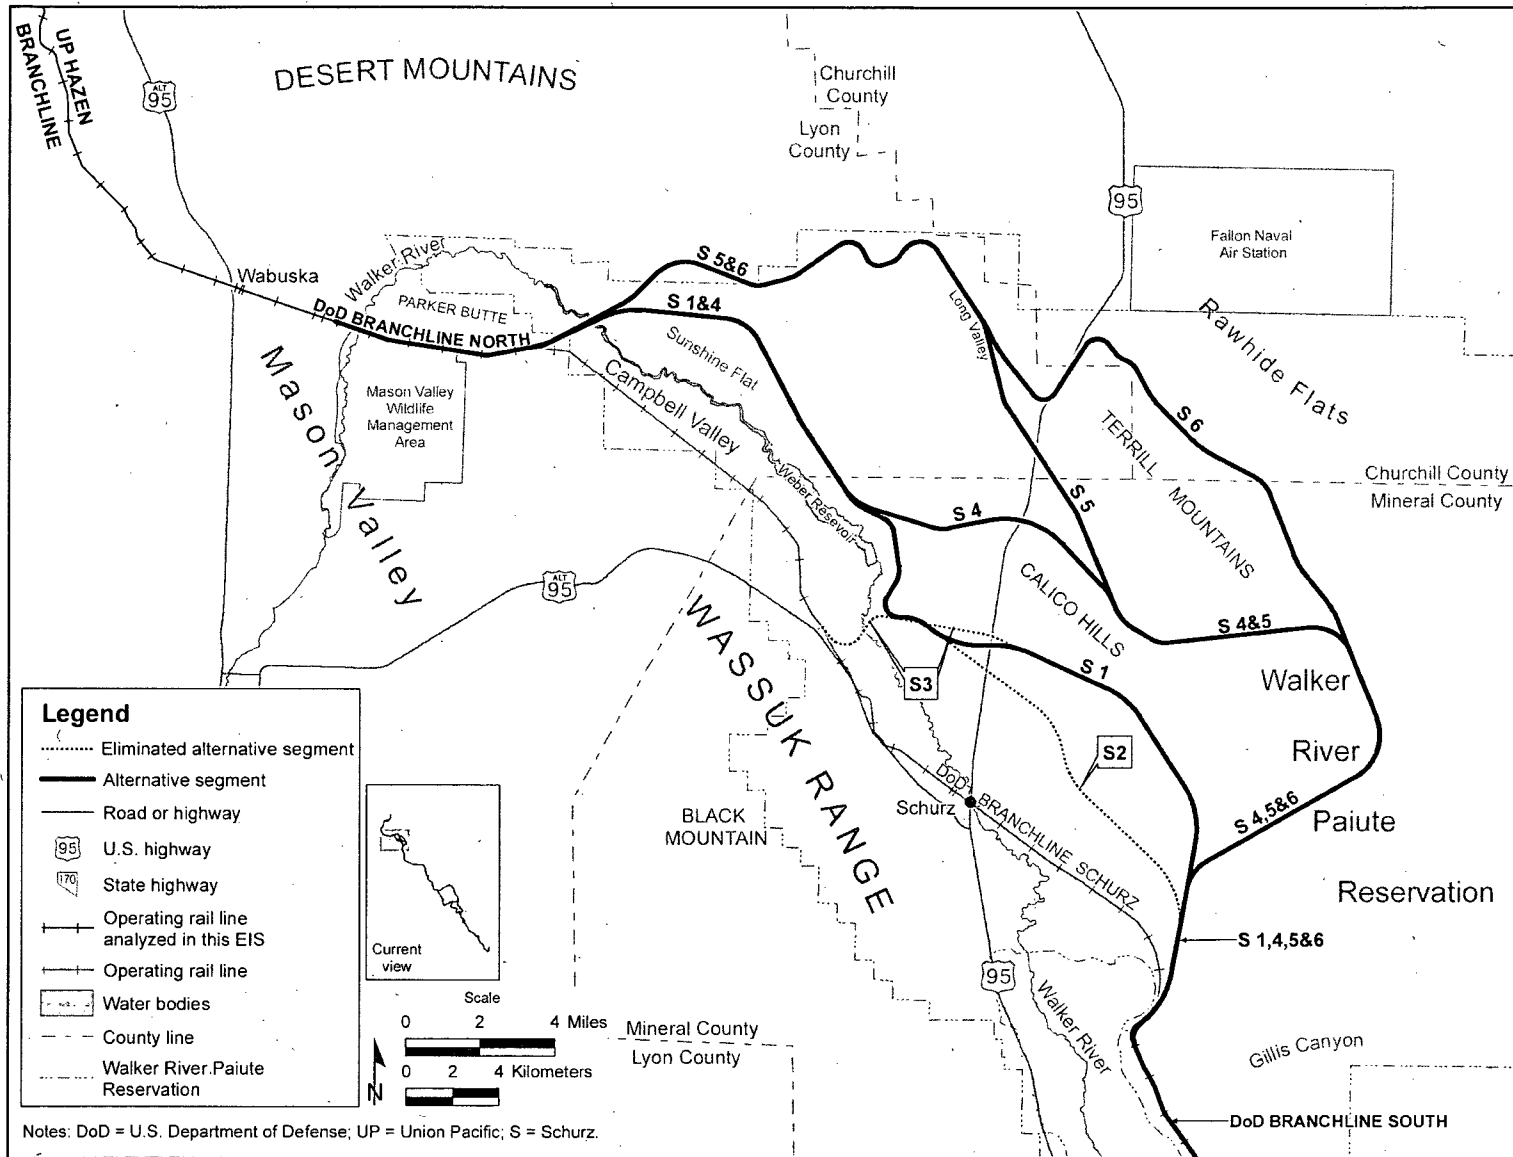 UP HAZEN
BRANCHLINE
ALT
95
DESERT MOUNTAINS
Churchill
County
Lyon
County
95
Fallon Naval
Air Station
Wabuska
Walker River
PARKER BUTTE
DoD BRANCHLINE NORTH
S 5&6
S 1&4
Long Valley
Rawhide Flats
Sunshine Flat
Campbell Valley
Mason Valley
Mason Valley
Wildlife
Management
Area
Weber Resevoir
S 4
S 5
S 6
TERRILL MOUNTAINS
Churchill County
Mineral County
ALT
95
CALICO HILLS
S 4&5
WASSUK RANGE
S3
S 1
S2
Walker
River
Paiute
Reservation
BLACK
MOUNTAIN
Schurz
DoD BRANCHLINE SCHURZ
S 4,5&6
S 1,4,5&6
95
Walker River
Gillis Canyon
DoD BRANCHLINE SOUTH
Mineral County
Lyon County
Legend
Eliminated alternative segment
Alternative segment
Road or highway
95 U.S. highway
170 State highway
Operating rail line
analyzed in this EIS
Operating rail line
Water bodies
County line
Walker River Paiute
Reservation
Current
view
Scale
0 2 4 Miles
0 2 4 Kilometers
N
Notes: DoD = U.S. Department of Defense; UP = Union Pacific; S = Schurz.